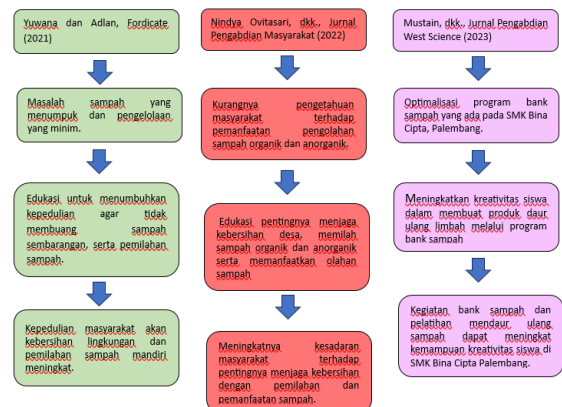 Yuwana dan Adlan, Fordicate
(2021)
Masalah sampah yang
menumpuk dan pengelolaan
yang minim.
Edukasi untuk menumbuhkan
kepedulian agar tidak
membuang sampah
sembarangan, serta pemilahan
sampah.
Kepedulian masyarakat akan
kebersihan lingkungan dan
pemilahan sampah mandiri
meningkat.
Nindya Ovitasari, dkk., Jurnal
Pengabdian Masyarakat (2022)
Kurangnya pengetahuan
masyarakat terhadap
pemanfaatan pengolahan
sampah organik dan anorganik.
Edukasi pentingnya menjaga
kebersihan desa, memilah
sampah organik dan anorganik
serta memanfaatkan olahan
sampah
Meningkatnya kesadaran
masyarakat terhadap
pentingnya menjaga kebersihan
dengan pemilahan dan
pemanfaatan sampah.
Mustain, dkk., Jurnal Pengabdian
West Science (2023)
Optimalisasi program bank
sampah yang ada pada SMK Bina
Cipta, Palembang.
Meningkatkan kreativitas siswa
dalam membuat produk daur
ulang limbah melalui program
bank sampah
Kegiatan bank sampah dan
pelatihan mendaur ulang
sampah dapat meningkat
kemampuan kreativitas siswa di
SMK Bina Cipta Palembang.